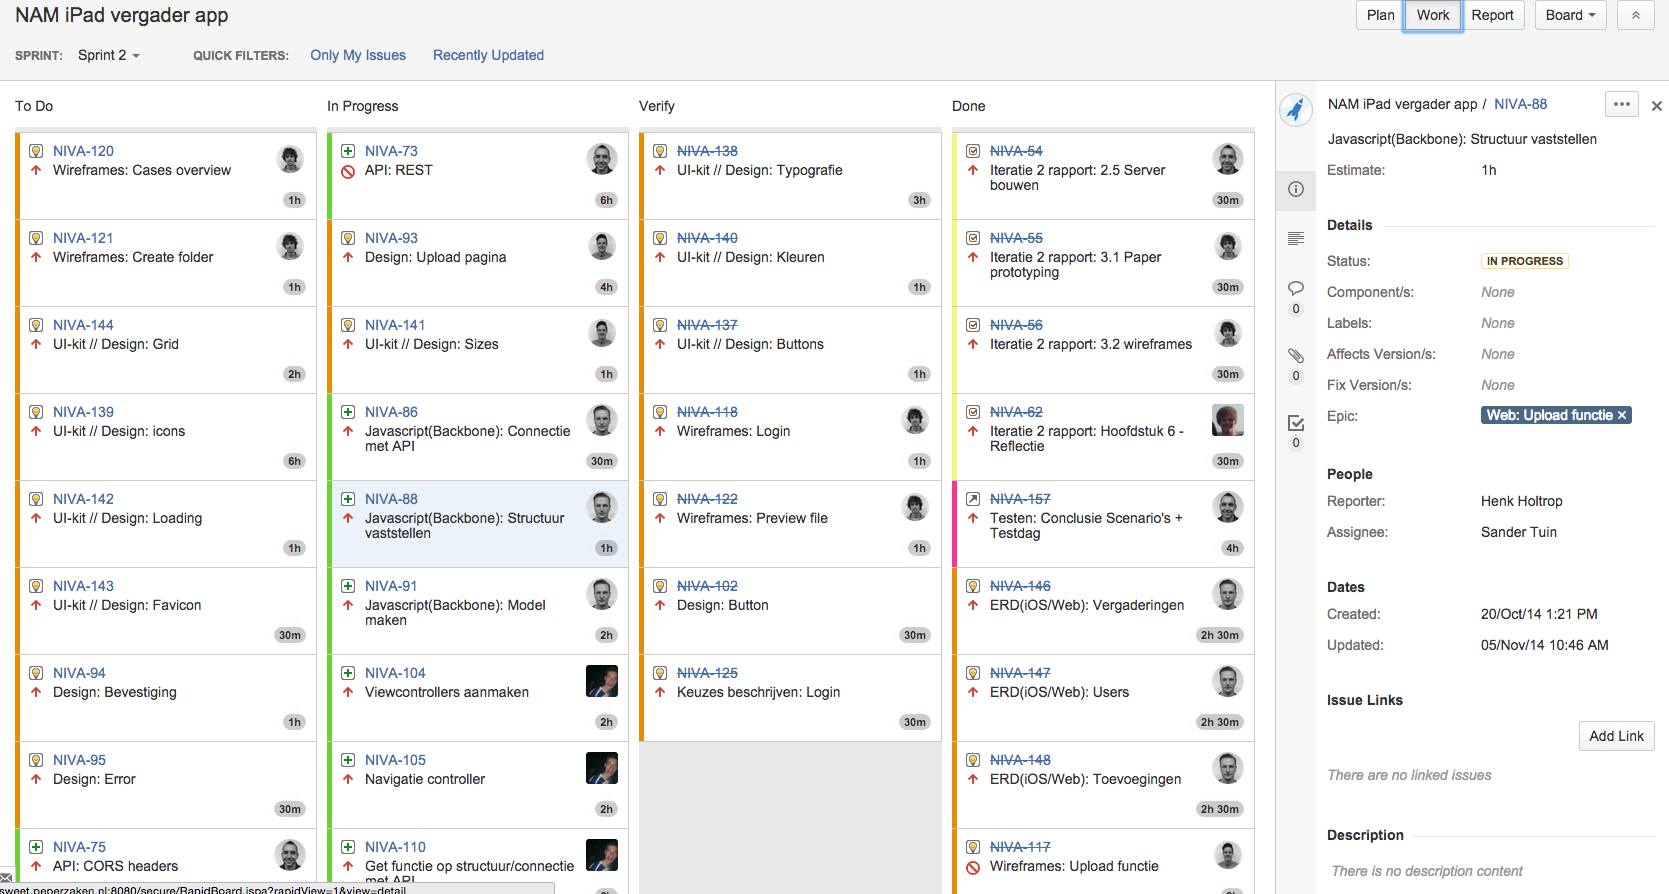 NAM iPad vergader app
Plan
Work
Report
Board
SPRINT:
Sprint 2
QUICK FILTERS:
Only My Issues
Recently Updated
To Do
NIVA-120
Wireframes: Cases overview
1h
NIVA-121
Wireframes: Create folder
1h
NIVA-144
UI-kit // Design: Grid
2h
NIVA-139
UI-kit // Design: icons
6h
NIVA-142
UI-kit // Design: Loading
1h
NIVA-143
UI-kit // Design: Favicon
30m
NIVA-94
Design: Bevestiging
1h
NIVA-95
Design: Error
30m
NIVA-75
API: CORS headers
In Progress
NIVA-73
API: REST
6h
NIVA-93
Design: Upload pagina
4h
NIVA-141
UI-kit // Design: Sizes
1h
NIVA-86
Javascript(Backbone): Connectie
met API
30m
NIVA-88
Javascript(Backbone): Structuur
vaststellen
1h
NIVA-91
Javascript(Backbone): Model
maken
2h
NIVA-104
Viewcontrollers aanmaken
2h
NIVA-105
Navigatie controller
2h
NIVA-110
Get functie op structuur/connectie
met API
Verify
NIVA-138
UI-kit // Design: Typografie
3h
NIVA-140
UI-kit // Design: Kleuren
1h
NIVA-137
UI-kit // Design: Buttons
1h
NIVA-118
Wireframes: Login
1h
NIVA-122
Wireframes: Preview file
1h
NIVA-102
Design: Button
30m
NIVA-125
Keuzes beschrijven: Login
30m
Done
NIVA-54
Iteratie 2 rapport: 2.5 Server
bouwen
30m
NIVA-55
Iteratie 2 rapport: 3.1 Paper
prototyping
30m
NIVA-56
Iteratie 2 rapport: 3.2 wireframes
30m
NIVA-62
Iteratie 2 rapport: Hoofdstuk 6 -
Reflectie
30m
NIVA-157
Testen: Conclusie Scenario's +
Testdag
4h
NIVA-146
ERD(iOS/Web): Vergaderingen
2h 30m
NIVA-147
ERD(iOS/Web): Users
2h 30m
NIVA-148
ERD(iOS/Web): Toevoegingen
2h 30m
NIVA-117
Wireframes: Upload functie
NAM iPad vergader app / NIVA-88
Javascript(Backbone): Structuur vaststellen
Estimate: 1h
Details
Status: IN PROGRESS
Component/s: None
Labels: None
Affects Version/s: None
Fix Version/s: None
Epic: Web: Upload functie ×
0
0
0
People
Reporter: Henk Holtrop
Assignee: Sander Tuin
Dates
Created: 20/Oct/14 1:21 PM
Updated: 05/Nov/14 10:46 AM
Issue Links
Add Link
There are no linked issues
Description
There is no description content
sweet.peperzaken.nl:8080/secure/RapidBoard.jspa?rapidView=1&view=detail